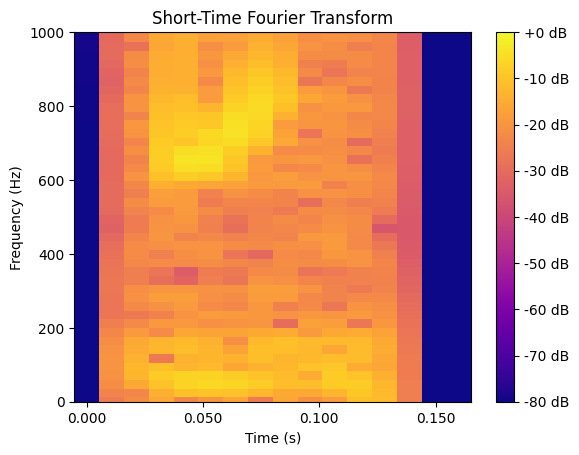 Short-Time Fourier Transform
1000
800
600
400
200
0
Frequency (Hz)
0.000
0.050
0.100
0.150
Time (s)
+0 dB
-10 dB
-20 dB
-30 dB
-40 dB
-50 dB
-60 dB
-70 dB
-80 dB